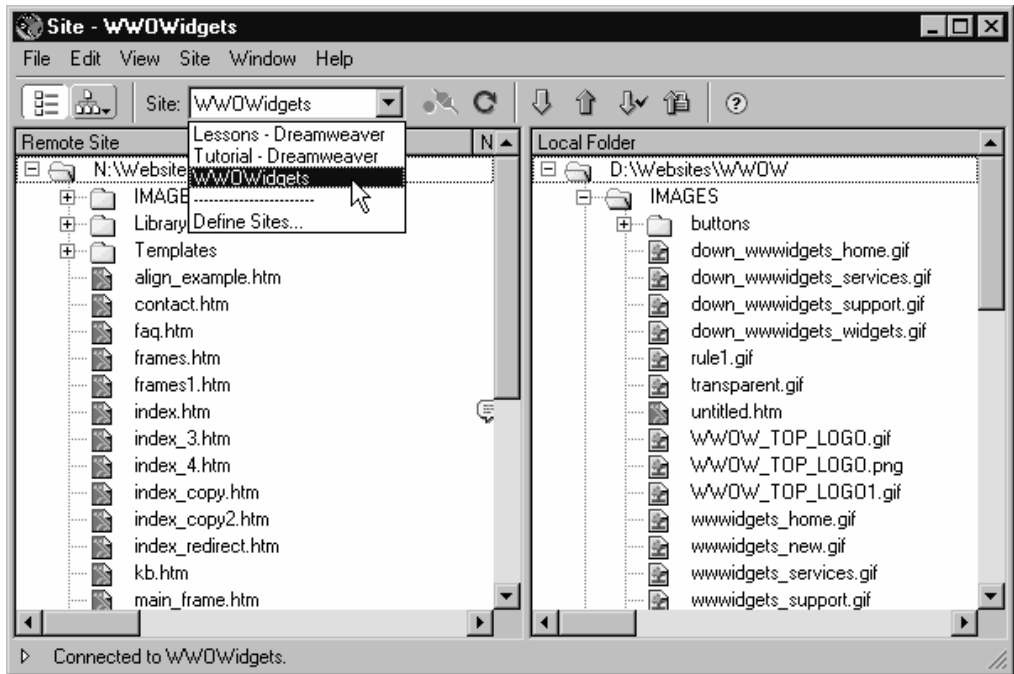 Site - WWOWidgets
File Edit View Site Window Help
Site: WWOWidgets
Lessons - Dreamweaver
Tutorial - Dreamweaver
WWOWidgets
-----------------------
Define Sites...
Remote Site N
N:\Website
IMAGE
Library
Templates
align_example.htm
contact.htm
faq.htm
frames.htm
frames1.htm
index.htm
index_3.htm
index_4.htm
index_copy.htm
index_copy2.htm
index_redirect.htm
kb.htm
main_frame.htm
Local Folder
D:\Websites\WWOW
IMAGES
buttons
down_wwwidgets_home.gif
down_wwwidgets_services.gif
down_wwwidgets_support.gif
down_wwwidgets_widgets.gif
rule1.gif
transparent.gif
untitled.htm
WWOW_TOP_LOGO.gif
WWOW_TOP_LOGO.png
WWOW_TOP_LOGO1.gif
wwwidgets_home.gif
wwwidgets_new.gif
wwwidgets_services.gif
wwwidgets_support.gif
Connected to WWOWidgets.